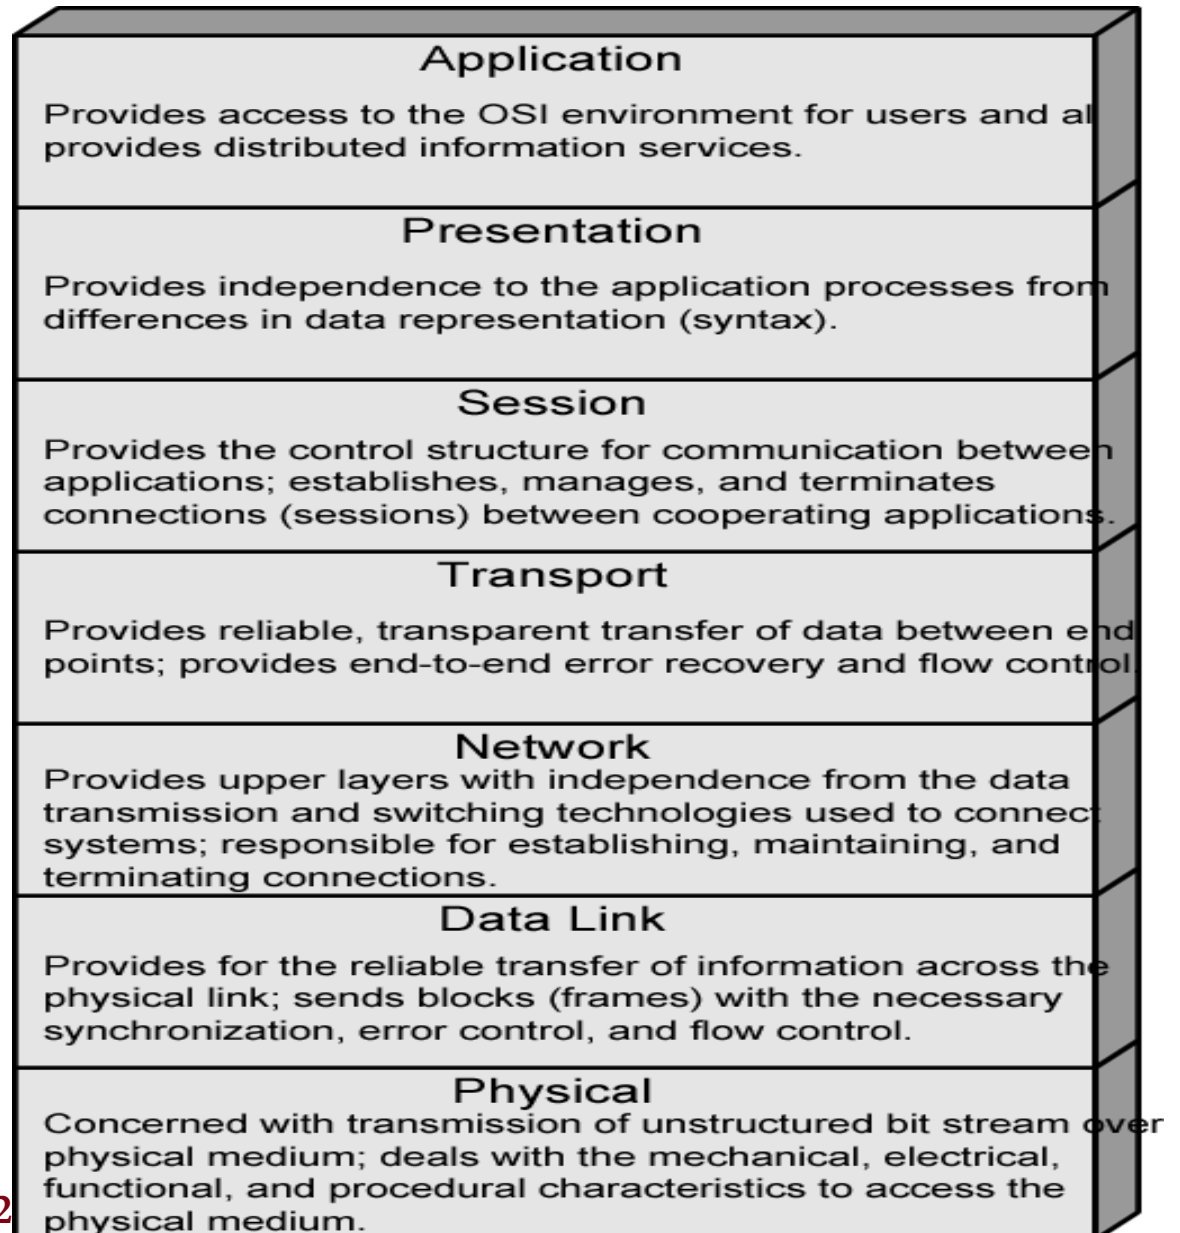 Application
Provides access to the OSI environment for users and al
provides distributed information services.
Presentation
Provides independence to the application processes from
differences in data representation (syntax).
Session
Provides the control structure for communication between
applications; establishes, manages, and terminates
connections (sessions) between cooperating applications.
Transport
Provides reliable, transparent transfer of data between end
points; provides end-to-end error recovery and flow control.
Network
Provides upper layers with independence from the data
transmission and switching technologies used to connect
systems; responsible for establishing, maintaining, and
terminating connections.
Data Link
Provides for the reliable transfer of information across the
physical link; sends blocks (frames) with the necessary
synchronization, error control, and flow control.
Physical
Concerned with transmission of unstructured bit stream over
physical medium; deals with the mechanical, electrical,
functional, and procedural characteristics to access the
2
physical medium.